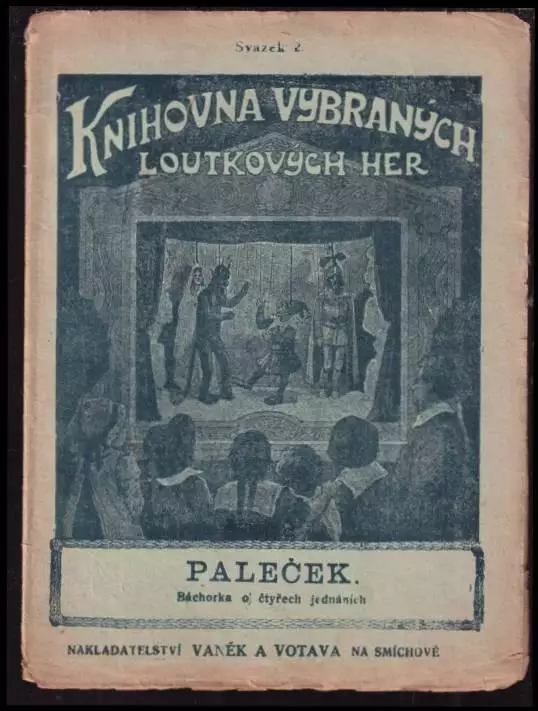 Svazek 2.
KNIHOVNA VYBRANÝCH
LOUTKOVÝCH HER
PALEČEK.
Báchorka o čtyřech jednáních
NAKLADATELSTVÍ VANĚK A VOTAVA NA SMÍCHOVĚ